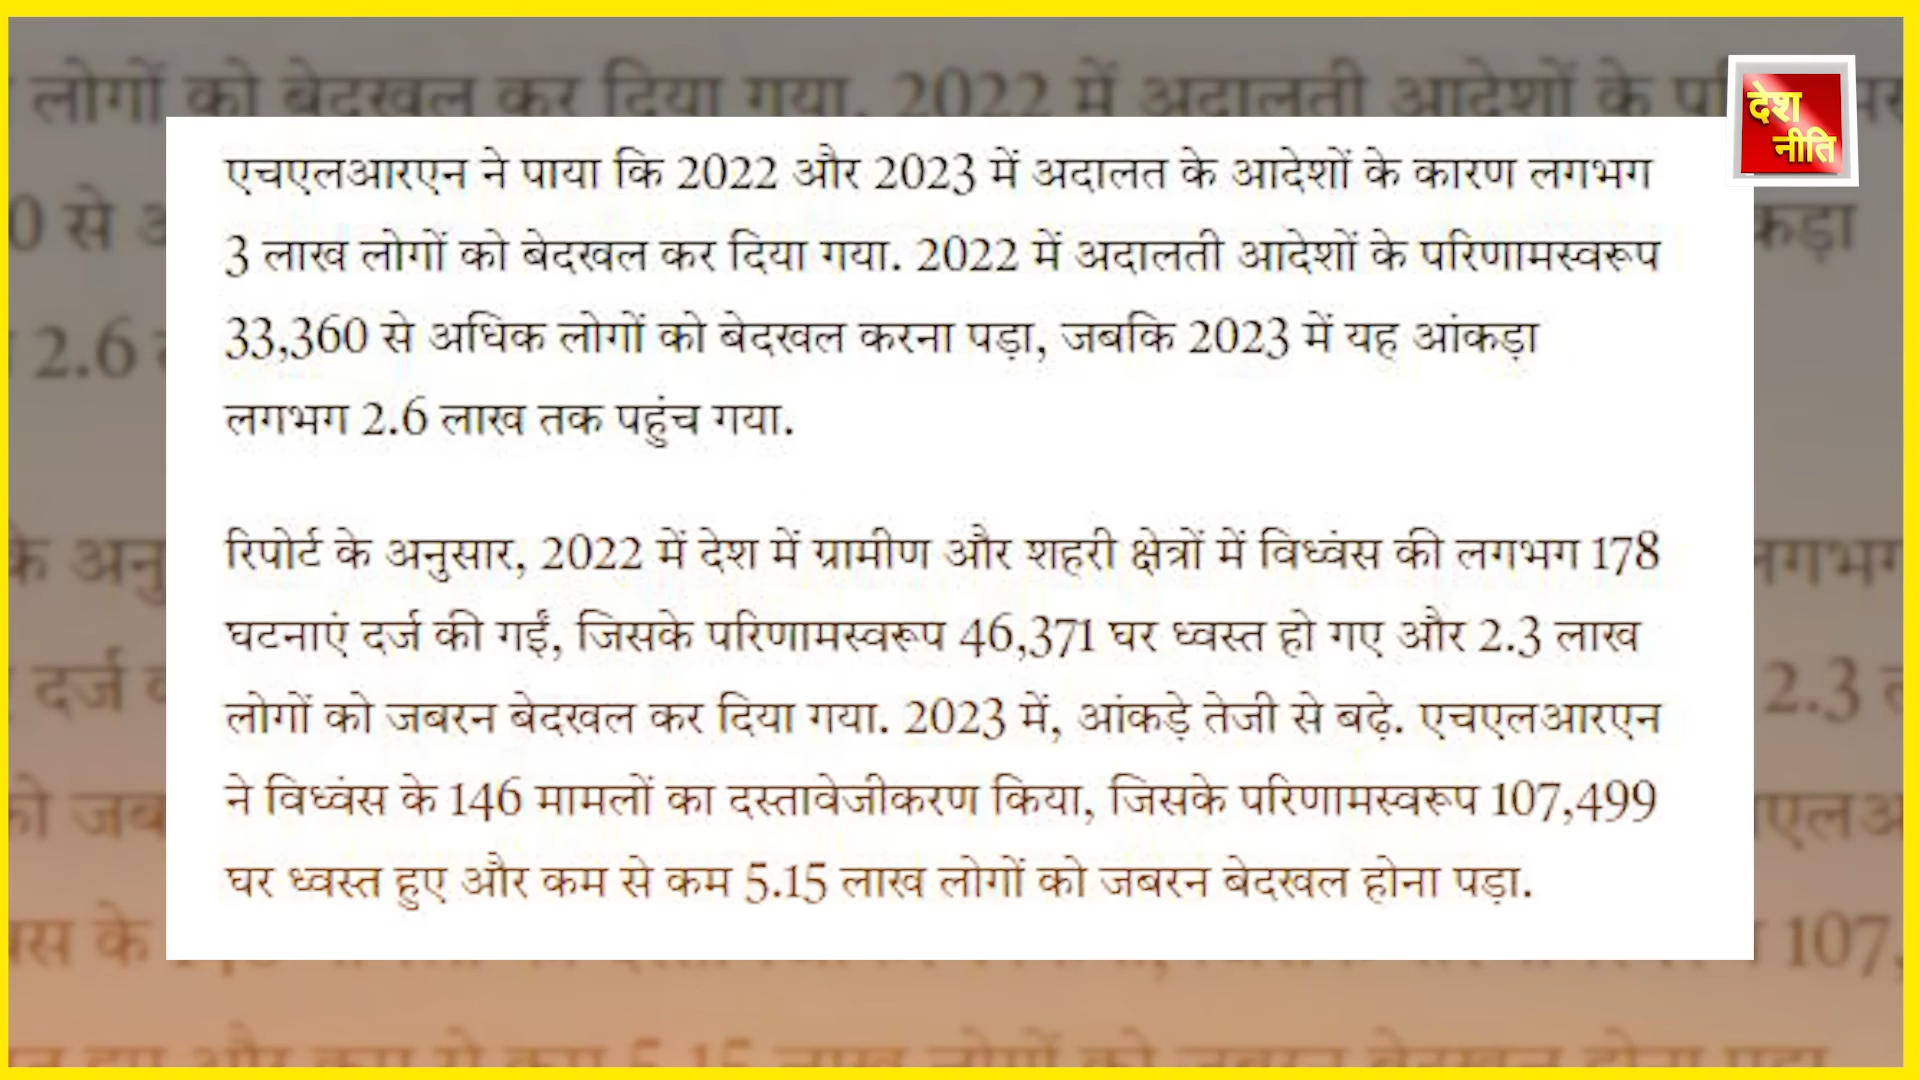 देश
नीति
एचएलआरएन ने पाया कि 2022 और 2023 में अदालत के आदेशों के कारण लगभग
3 लाख लोगों को बेदखल कर दिया गया. 2022 में अदालती आदेशों के परिणामस्वरूप
33,360 से अधिक लोगों को बेदखल करना पड़ा, जबकि 2023 में यह आंकड़ा
लगभग 2.6 लाख तक पहुंच गया.
रिपोर्ट के अनुसार, 2022 में देश में ग्रामीण और शहरी क्षेत्रों में विध्वंस की लगभग 178
घटनाएं दर्ज की गईं, जिसके परिणामस्वरूप 46,371 घर ध्वस्त हो गए और 2.3 लाख
लोगों को जबरन बेदखल कर दिया गया. 2023 में, आंकड़े तेजी से बढ़े. एचएलआरएन
ने विध्वंस के 146 मामलों का दस्तावेजीकरण किया, जिसके परिणामस्वरूप 107,499
घर ध्वस्त हुए और कम से कम 5.15 लाख लोगों को जबरन बेदखल होना पड़ा.